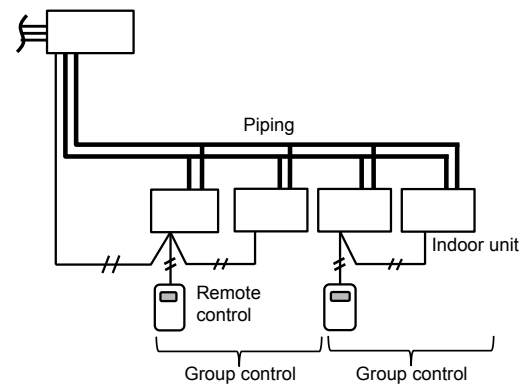 Piping
Indoor unit
Remote
control
Group control
Group control